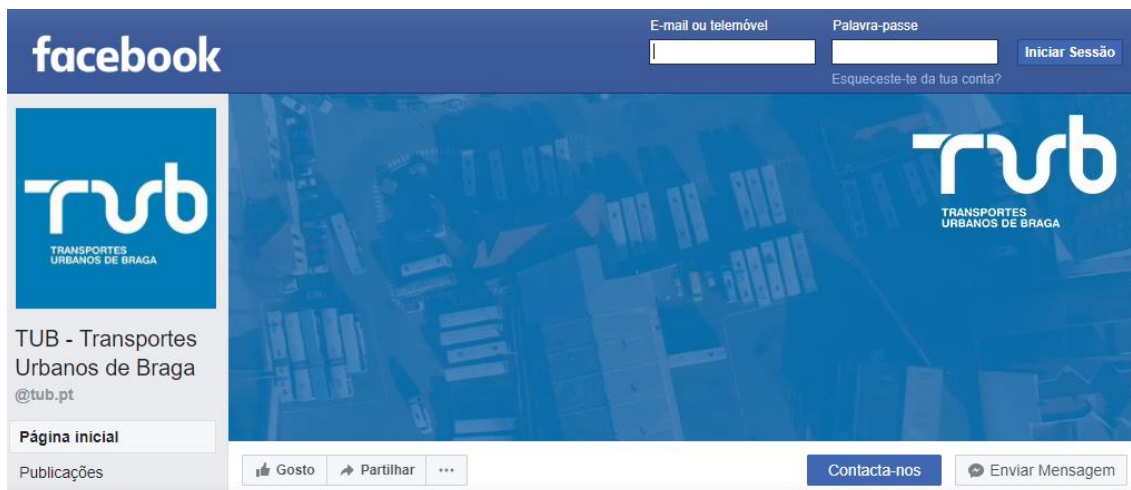 facebook
E-mail ou telemóvel
Palavra-passe
Iniciar Sessão
Esqueceste-te da tua conta?
TUB
TRANSPORTES
URBANOS DE BRAGA
TUB
TRANSPORTES
URBANOS DE BRAGA
TUB - Transportes
Urbanos de Braga
@tub.pt
Página inicial
Publicações
Gosto
Partilhar
...
Contacta-nos
Enviar Mensagem